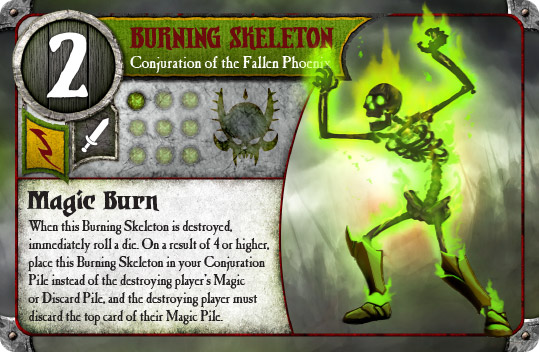 2
BURNING SKELETON
Conjuration of the Fallen Phoenix
Magic Burn
When this Burning Skeleton is destroyed,
immediately roll a die. On a result of 4 or higher,
place this Burning Skeleton in your Conjuration
Pile instead of the destroying player's Magic
or Discard Pile, and the destroying player must
discard the top card of their Magic Pile.